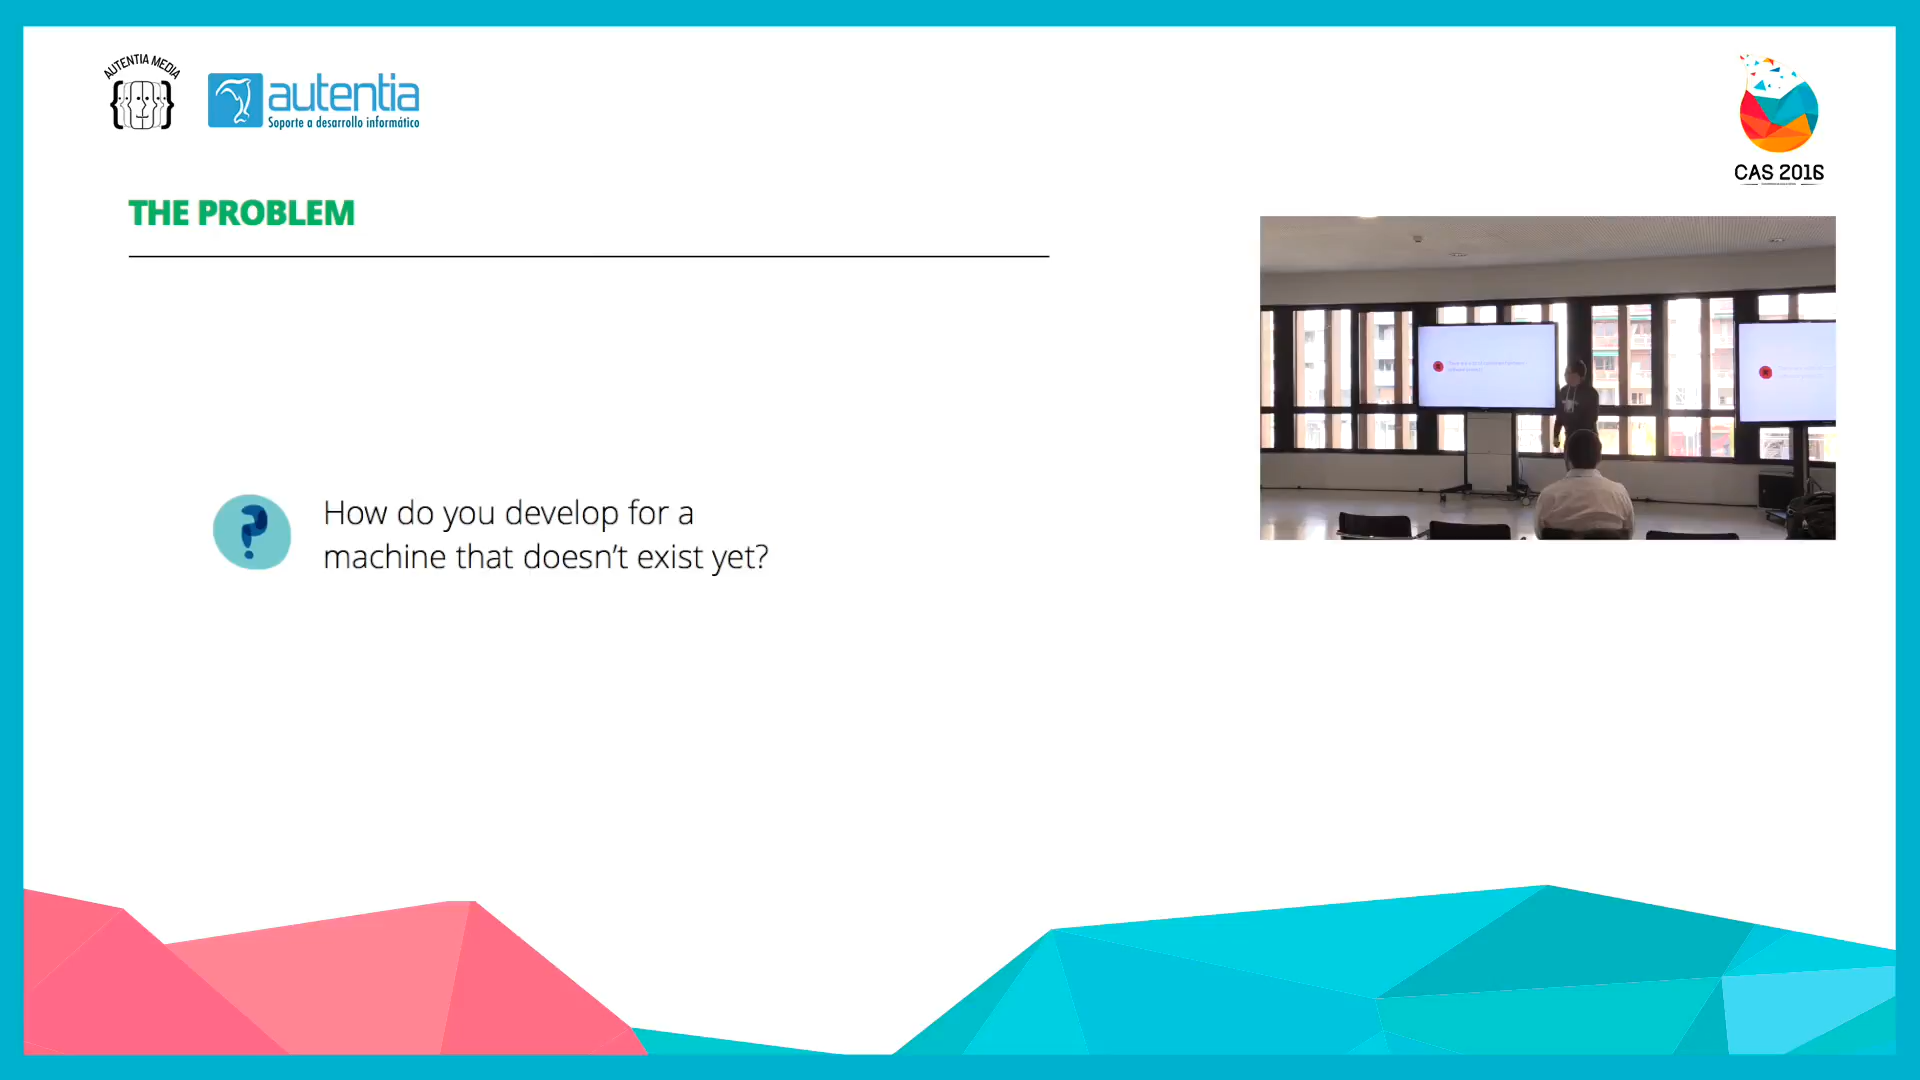 AUTENTIA MEDIA
autentia
Soporte a desarrollo informático
CAS 2016
THE PROBLEM
How do you develop for a
machine that doesn't exist yet?